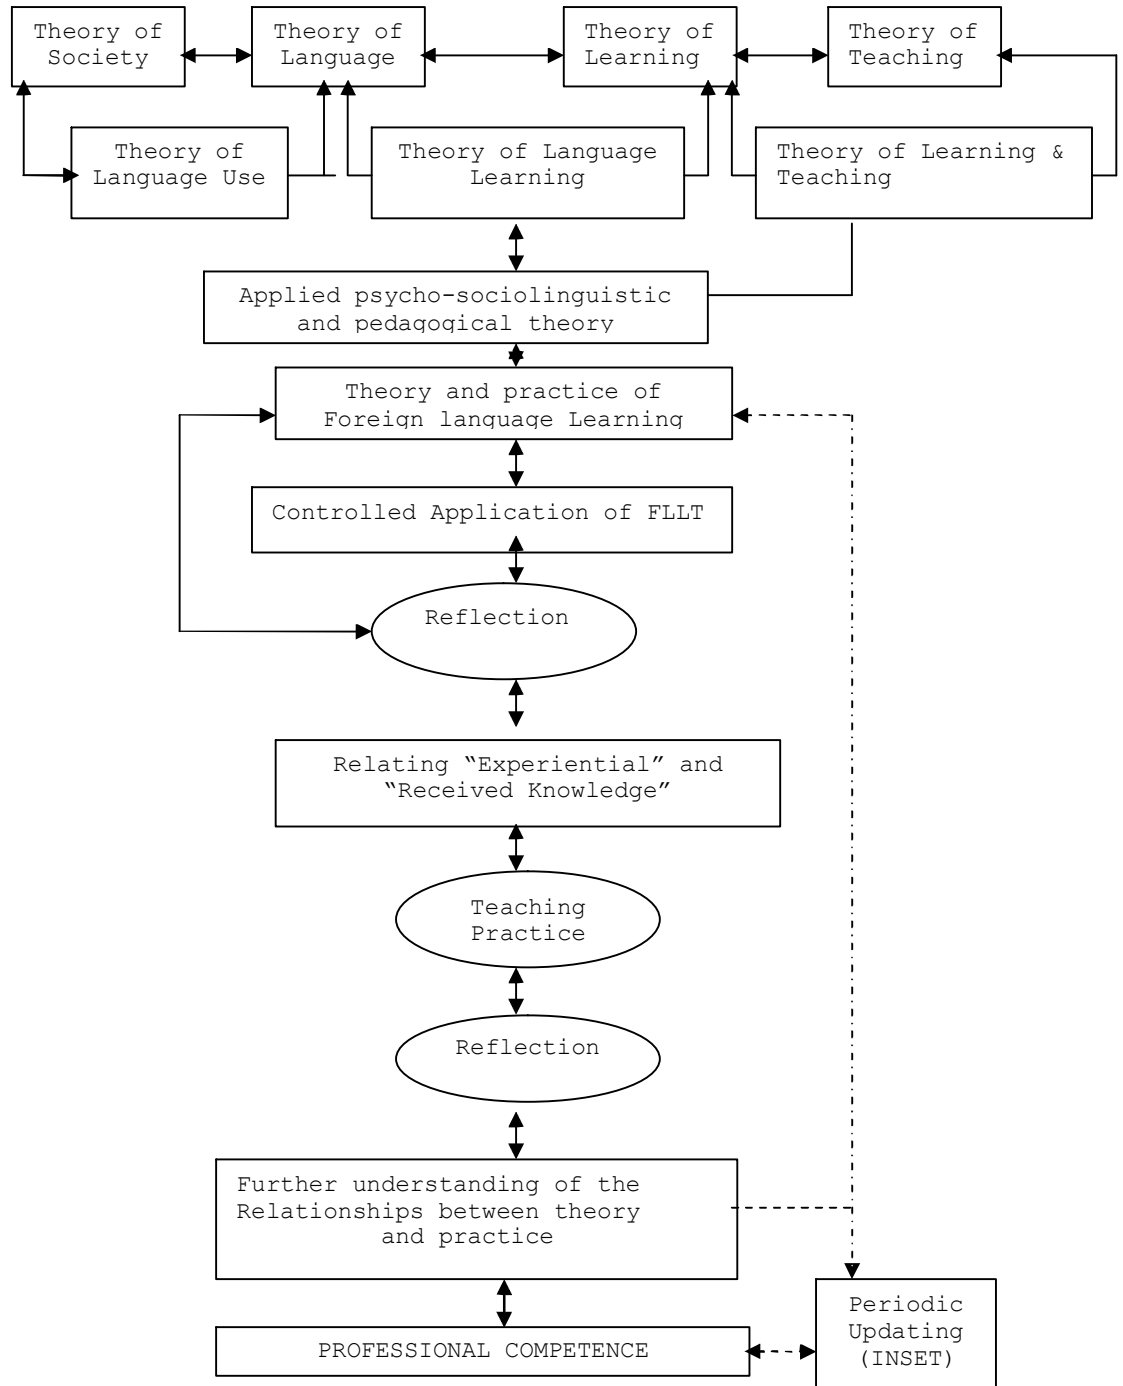 Theory of
Society
Theory of
Language
Theory of
Learning
Theory of
Teaching
Theory of
Language Use
Theory of Language
Learning
Theory of Learning &
Teaching
Applied psycho-sociolinguistic
and pedagogical theory
Theory and practice of
Foreign language Learning
Controlled Application of FLLT
Reflection
Relating “Experiential” and
“Received Knowledge”
Teaching
Practice
Reflection
Further understanding of the
Relationships between theory
and practice
Periodic
Updating
(INSET)
PROFESSIONAL COMPETENCE